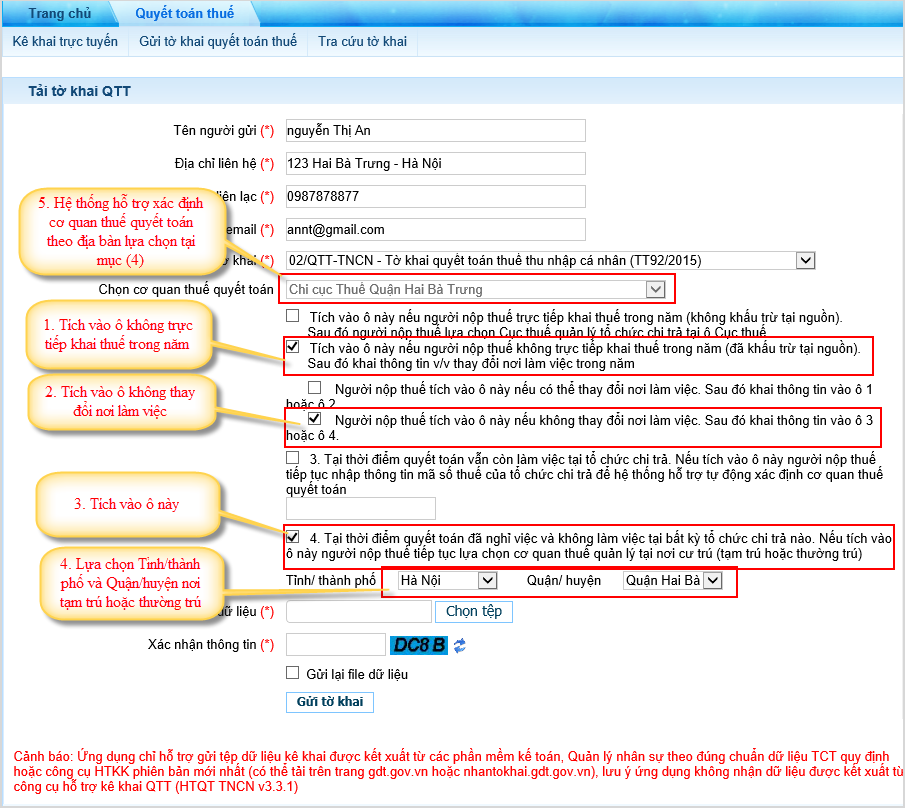 Trang chủ Quyết toán thuế
Kê khai trực tuyến Gửi tờ khai quyết toán thuế Tra cứu tờ khai
Tải tờ khai QTT
Tên người gửi (*) nguyễn Thị An
Địa chỉ liên hệ (*) 123 Hai Bà Trưng - Hà Nội
liên lạc (*) 0987878877
email (*) annt@gmail.com
khai (*) 02/QTT-TNCN - Tờ khai quyết toán thuế thu nhập cá nhân (TT92/2015)
5. Hệ thống hỗ trợ xác định
cơ quan thuế quyết toán
theo địa bàn lựa chọn tại
mục (4)
Chọn cơ quan thuế quyết toán Chi cục Thuế Quận Hai Bà Trưng
Tích vào ô này nếu người nộp thuế trực tiếp khai thuế trong năm (không khấu trừ tại nguồn).
Sau đó người nộp thuế lựa chọn Cục thuế quản lý tổ chức chi trả tại ô Cục thuế
1. Tích vào ô không trực
tiếp khai thuế trong năm
Tích vào ô này nếu người nộp thuế không trực tiếp khai thuế trong năm (đã khấu trừ tại nguồn).
Sau đó khai thông tin v/v thay đổi nơi làm việc trong năm
2. Tích vào ô không thay
đổi nơi làm việc
Người nộp thuế tích vào ô này nếu có thể thay đổi nơi làm việc. Sau đó khai thông tin vào ô 1
hoặc ô 2
Người nộp thuế tích vào ô này nếu không thay đổi nơi làm việc. Sau đó khai thông tin vào ô 3
hoặc ô 4.
3. Tại thời điểm quyết toán vẫn còn làm việc tại tổ chức chi trả. Nếu tích vào ô này người nộp thuế
tiếp tục nhập thông tin mã số thuế của tổ chức chi trả để hệ thống hỗ trợ tự động xác định cơ quan thuế
quyết toán
3. Tích vào ô này
4. Tại thời điểm quyết toán đã nghỉ việc và không làm việc tại bất kỳ tổ chức chi trả nào. Nếu tích vào
ô này người nộp thuế tiếp tục lựa chọn cơ quan thuế quản lý tại nơi cư trú (tạm trú hoặc thường trú)
4. Lựa chọn Tỉnh/thành
phố và Quận/huyện nơi
tạm trú hoặc thường trú
Tỉnh/ thành phố Hà Nội Quận/ huyện Quận Hai Bà
dữ liệu (*) Chọn tệp
Xác nhận thông tin (*) DC8 B
Gửi lại file dữ liệu
Gửi tờ khai
Cảnh báo: Ứng dụng chỉ hỗ trợ gửi tệp dữ liệu kê khai được kết xuất từ các phần mềm kế toán, Quản lý nhân sự theo đúng chuẩn dữ liệu TCT quy định
hoặc công cụ HTKK phiên bản mới nhất (có thể tải trên trang gdt.gov.vn hoặc nhantokhai.gdt.gov.vn), lưu ý ứng dụng không nhận dữ liệu được kết xuất từ
công cụ hỗ trợ kê khai QTT (HTQT TNCN v3.3.1)